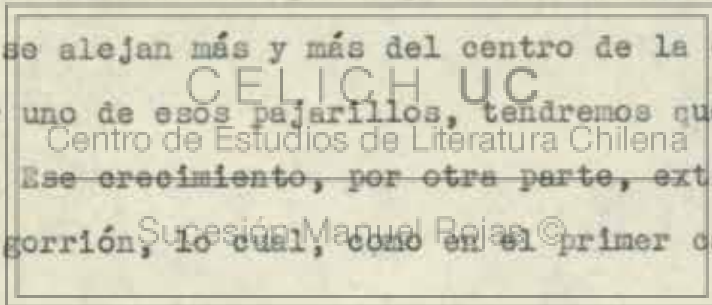 se alejan más y más del centro de la
CELICH UC
uno de esos pajarillos, tendremos que
Centro de Estudios de Literatura Chilena
Ese crecimiento, por otra parte, ext
Sucesión Manuel Rojas ©
gorrión, lo cual, como en el primer c